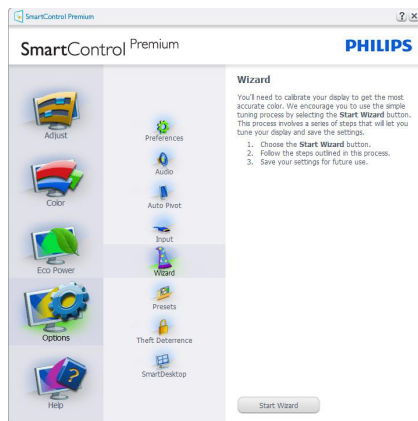 SmartControl Premium
SmartControl Premium
PHILIPS
Adjust
Color
Eco Power
Options
Help
Preferences
Audio
Auto Pivot
Input
Wizard
Presets
Theft Deterrence
SmartDesktop
Wizard
You'll need to calibrate your display to get the most
accurate color. We encourage you to use the simple
tuning process by selecting the Start Wizard button.
This process involves a series of steps that will let you
tune your display and save the settings.
1. Choose the Start Wizard button.
2. Follow the steps outlined in this process.
3. Save your settings for future use.
Start Wizard